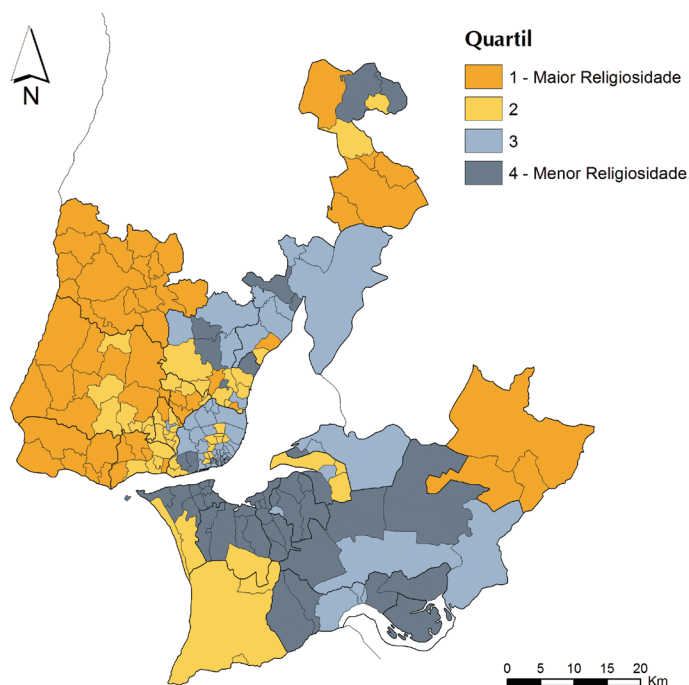 N
Quartil
1 - Maior Religiosidade
2
3
4 - Menor Religiosidade
0 5 10 15 20
Km